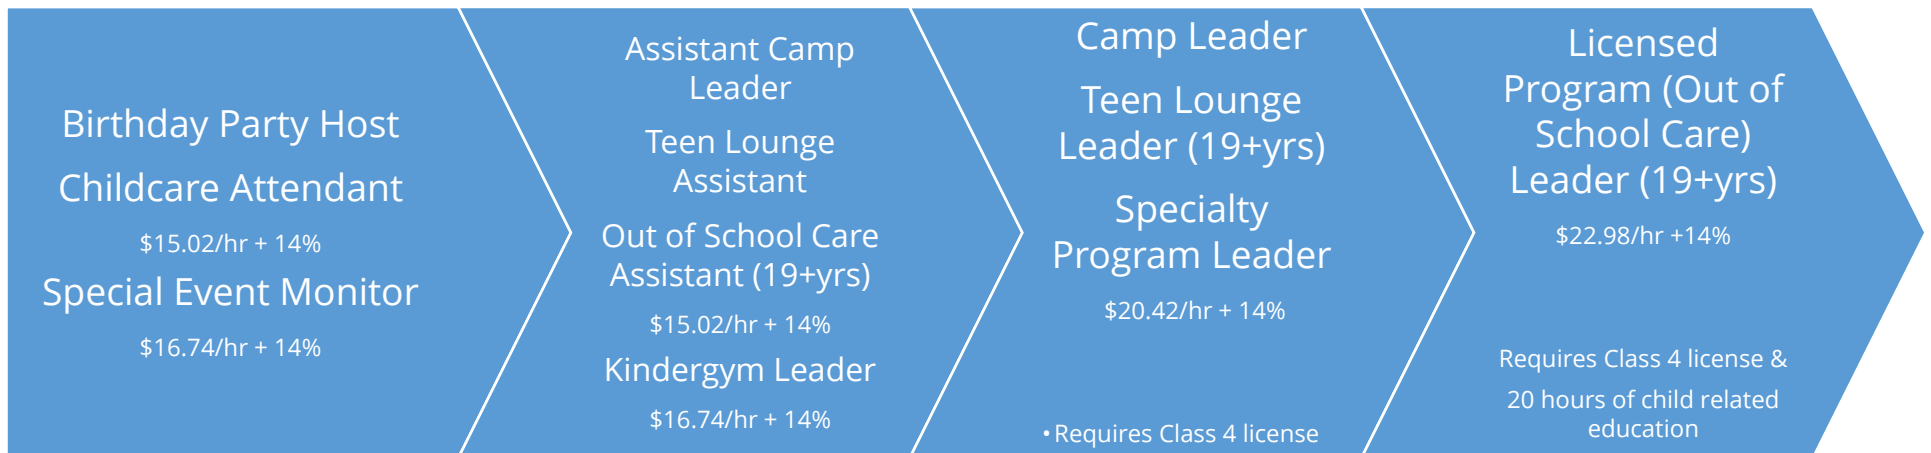 Birthday Party Host
Childcare Attendant
$15.02/hr + 14%
Special Event Monitor
$16.74/hr + 14%
Assistant Camp
Leader
Teen Lounge
Assistant
Out of School Care
Assistant (19+yrs)
$15.02/hr + 14%
Kindergym Leader
$16.74/hr + 14%
Camp Leader
Teen Lounge
Leader (19+yrs)
Specialty
Program Leader
$20.42/hr + 14%
•Requires Class 4 license
Licensed
Program (Out of
School Care)
Leader (19+yrs)
$22.98/hr +14%
Requires Class 4 license &
20 hours of child related
education